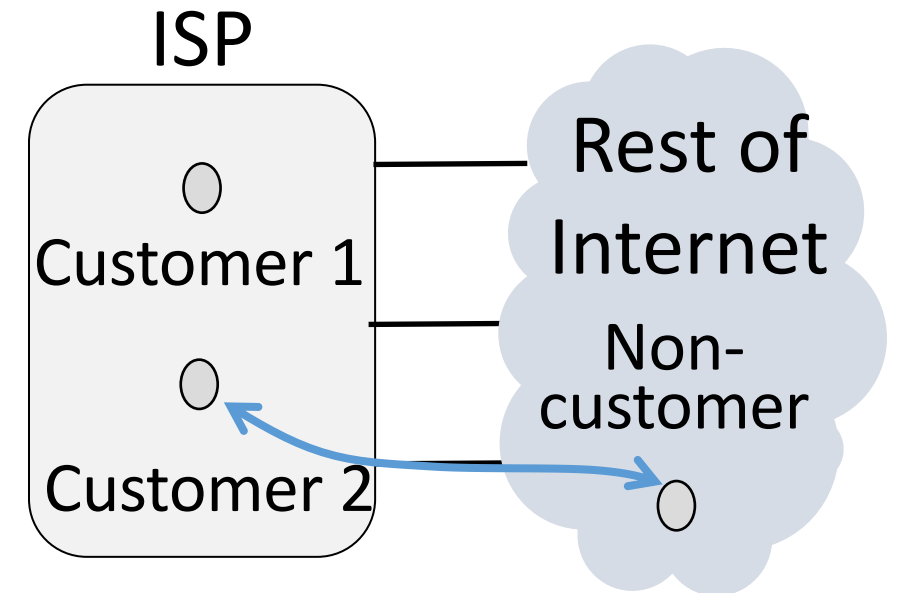 ISP
Customer 1
Customer 2
Rest of
Internet
Non-
customer